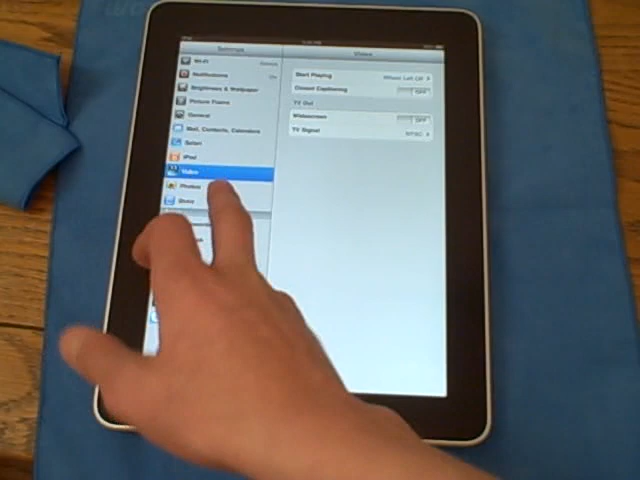 Settings
Video
Wi-Fi
Notifications
On
Brightness & Wallpaper
Picture Frame
General
Mail, Contacts, Calendars
Safari
iPod
Video
Photos
Store
Start Playing
Where Left Off
Closed Captioning
OFF
TV Out
Widescreen
OFF
TV Signal
NTSC